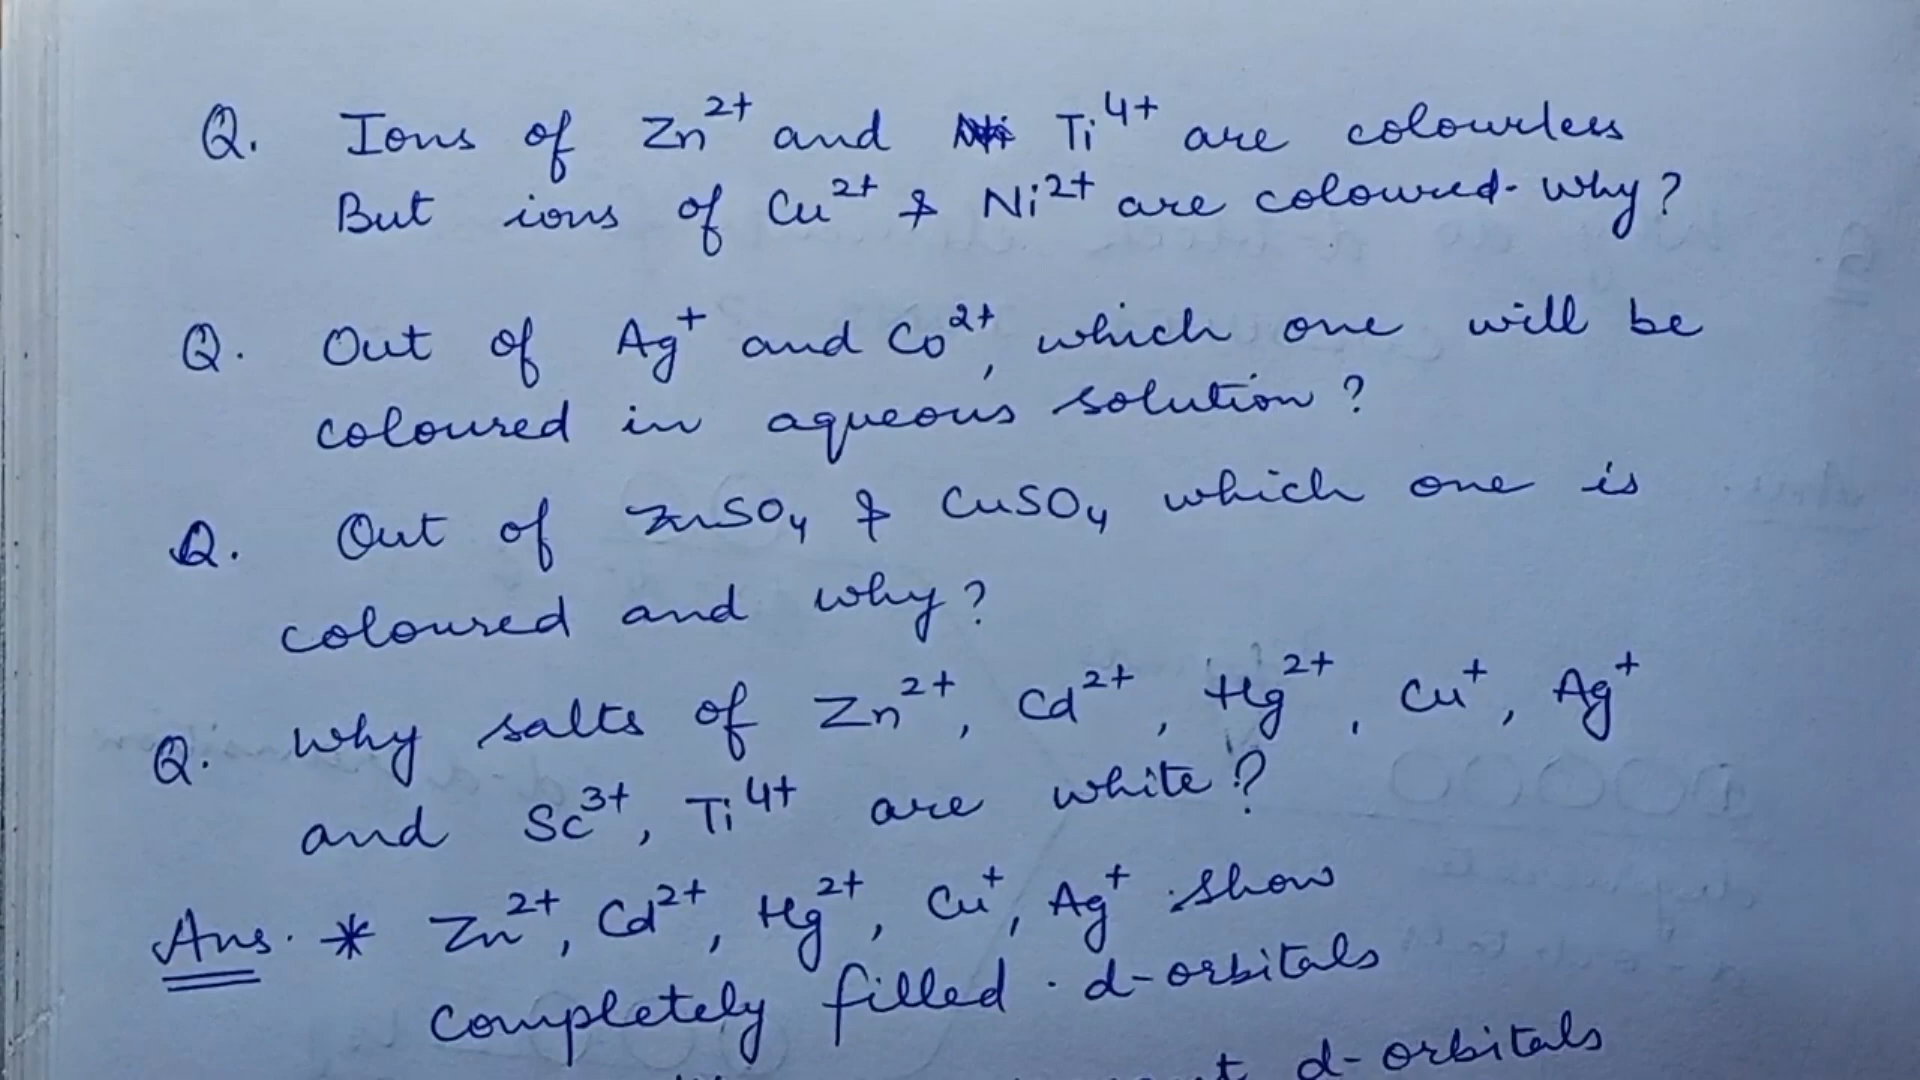 Q. Ions of Zn²⁺ and Ti⁴⁺ are colourless
But ions of Cu²⁺ & Ni²⁺ are coloured. Why?
Q. Out of Ag⁺ and Co²⁺, which one will be
coloured in aqueous solution?
Q. Out of ZnSO₄ & CuSO₄ which one is
coloured and why?
Q. Why salts of Zn²⁺, Cd²⁺, Hg²⁺, Cu⁺, Ag⁺
and Sc³⁺, Ti⁴⁺ are white?
Ans. * Zn²⁺, Cd²⁺, Hg²⁺, Cu⁺, Ag⁺ show
completely filled d-orbitals
d-orbitals